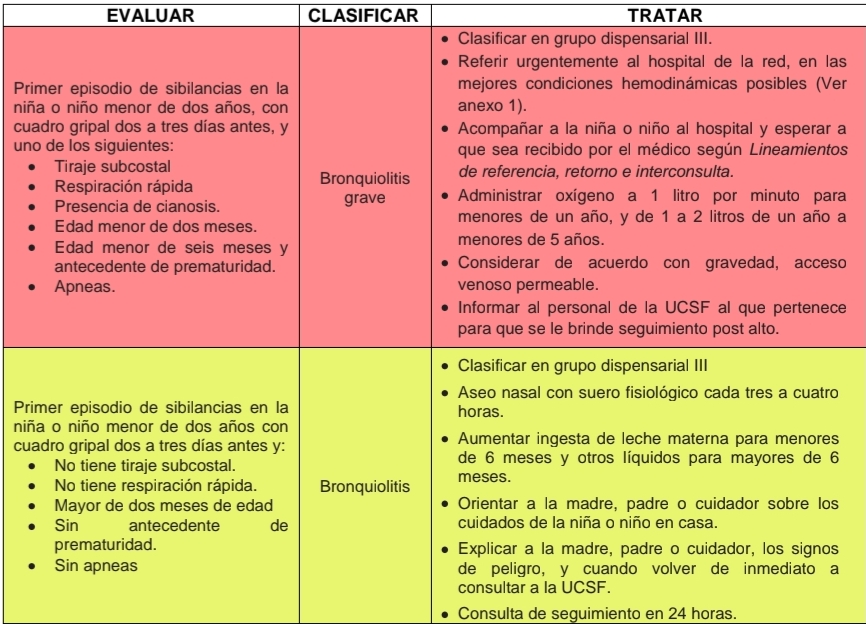 EVALUAR
CLASIFICAR
TRATAR
Primer episodio de sibilancias en la
niña o niño menor de dos años, con
cuadro gripal dos a tres días antes, y
uno de los siguientes:
• Tiraje subcostal
• Respiración rápida
• Presencia de cianosis.
• Edad menor de dos meses.
• Edad menor de seis meses y
antecedente de prematuridad.
• Apneas.
Bronquiolitis
grave
• Clasificar en grupo dispensarial III.
• Referir urgentemente al hospital de la red, en las
mejores condiciones hemodinámicas posibles (Ver
anexo 1).
• Acompañar a la niña o niño al hospital y esperar a
que sea recibido por el médico según Lineamientos
de referencia, retorno e interconsulta.
• Administrar oxígeno a 1 litro por minuto para
menores de un año, y de 1 a 2 litros de un año a
menores de 5 años.
• Considerar de acuerdo con gravedad, acceso
venoso permeable.
• Informar al personal de la UCSF al que pertenece
para que se le brinde seguimiento post alto.
Primer episodio de sibilancias en la
niña o niño menor de dos años con
cuadro gripal dos a tres días antes y:
• No tiene tiraje subcostal.
• No tiene respiración rápida.
• Mayor de dos meses de edad
• Sin antecedente de
prematuridad.
• Sin apneas
Bronquiolitis
• Clasificar en grupo dispensarial III
• Aseo nasal con suero fisiológico cada tres a cuatro
horas.
• Aumentar ingesta de leche materna para menores
de 6 meses y otros líquidos para mayores de 6
meses.
• Orientar a la madre, padre o cuidador sobre los
cuidados de la niña o niño en casa.
• Explicar a la madre, padre o cuidador, los signos
de peligro, y cuando volver de inmediato a
consultar a la UCSF.
• Consulta de seguimiento en 24 horas.